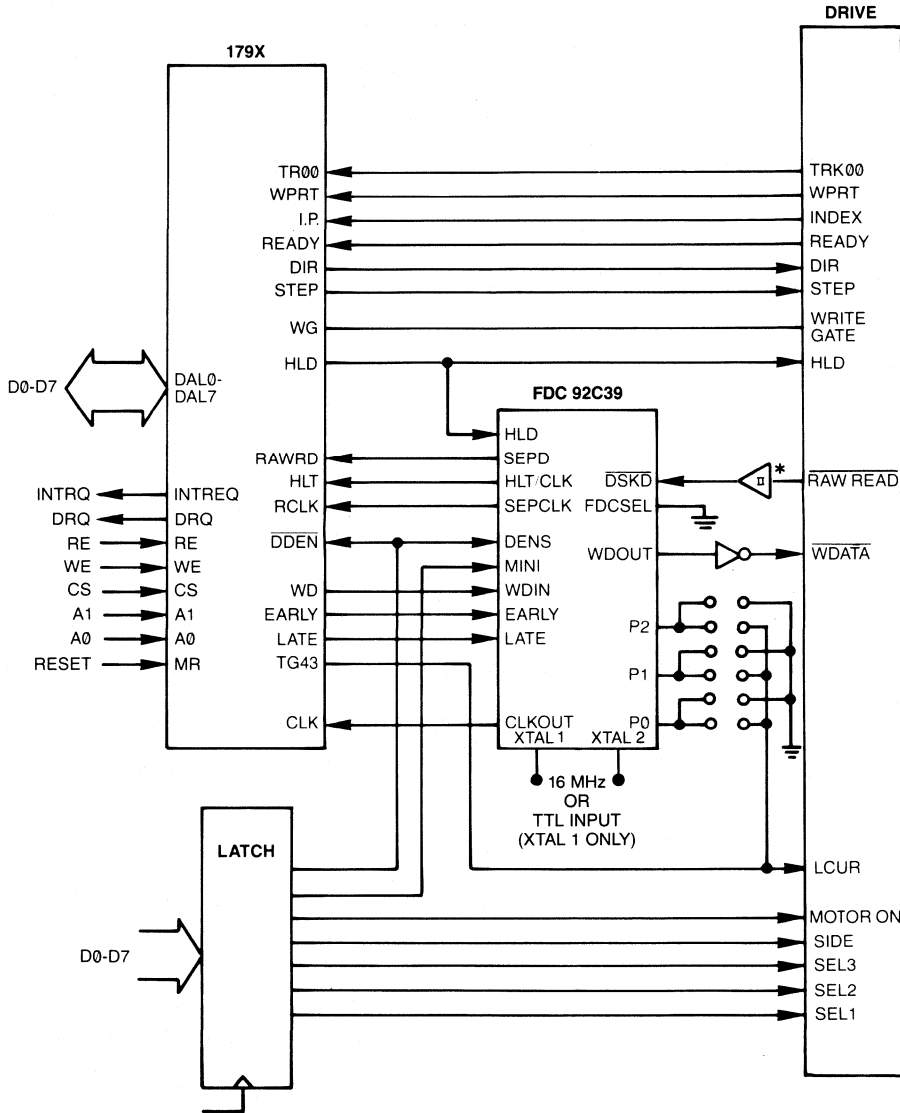 DRIVE
179X
TR00
TRK00
WPRT
WPRT
I.P.
INDEX
READY
READY
DIR
DIR
STEP
STEP
WG
WRITE
GATE
HLD
HLD
D0-D7
DAL0-
DAL7
FDC 92C39
HLD
RAWRD
SEPD
HLT
HLT/CLK
DSKD
*
RAW READ
INTRQ
INTREQ
RCLK
SEPCLK
FDCSEL
DRQ
DRQ
RE
RE
DDEN
DENS
WDOUT
WDATA
WE
WE
MINI
CS
CS
WD
WDIN
A1
A1
EARLY
EARLY
P2
A0
A0
LATE
LATE
RESET
MR
TG43
P1
CLK
CLKOUT
P0
XTAL 1
XTAL 2
16 MHz
OR
TTL INPUT
(XTAL 1 ONLY)
LATCH
LCUR
MOTOR ON
SIDE
D0-D7
SEL3
SEL2
SEL1